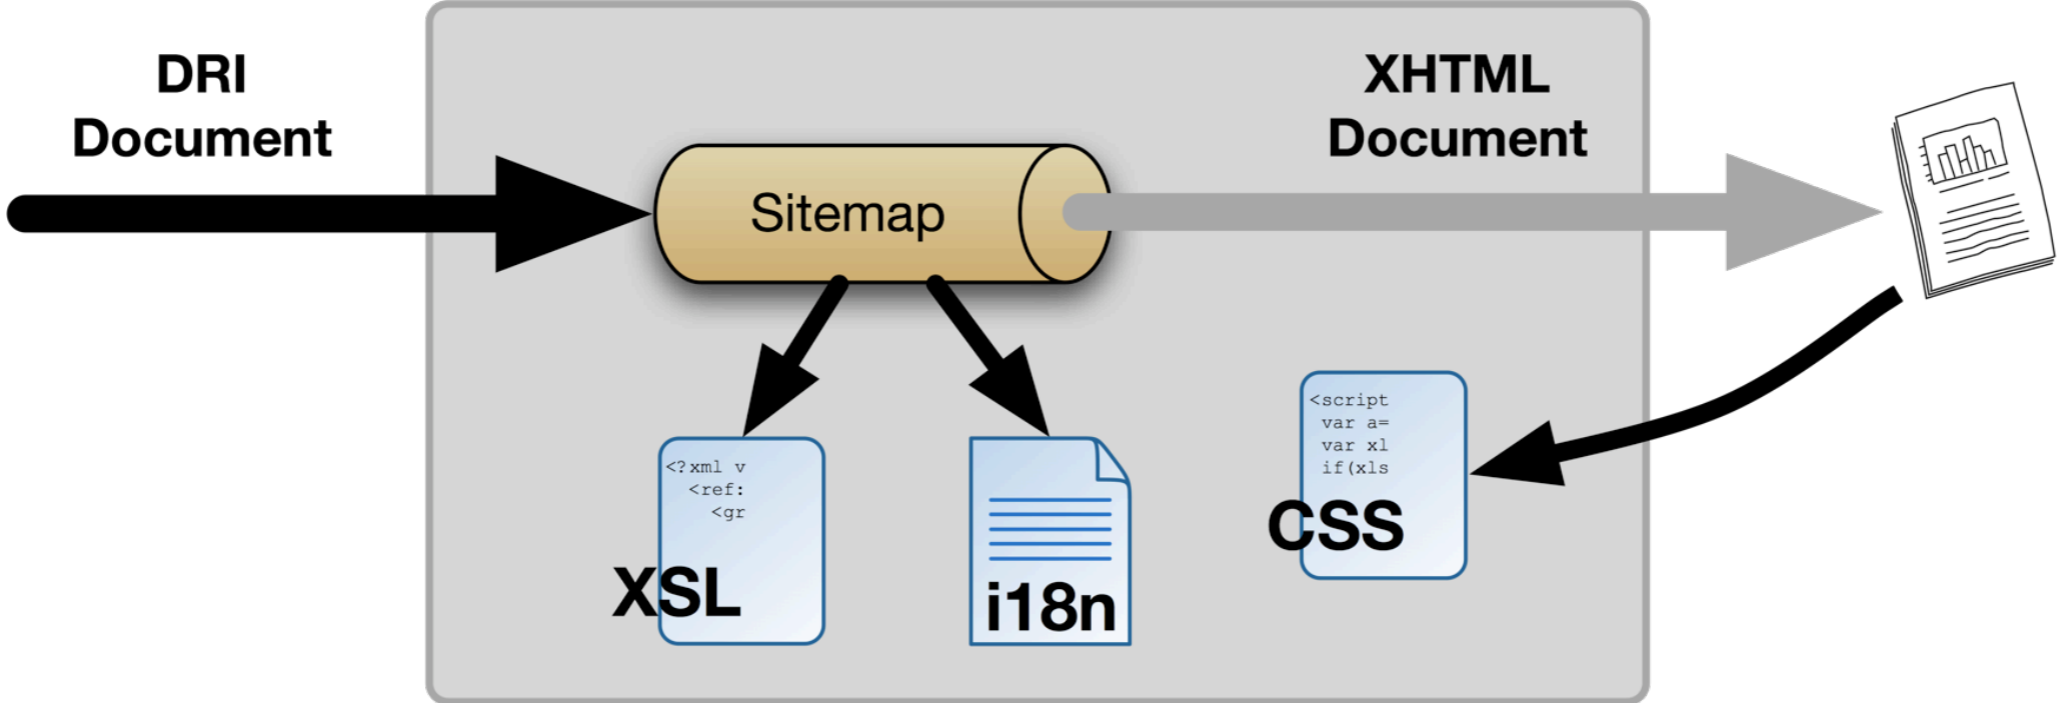 DRI
Document
XHTML
Document
Sitemap
<?xml v
<ref:
<gr
XSL
i18n
<script
var a=
var xl
if(xls
CSS